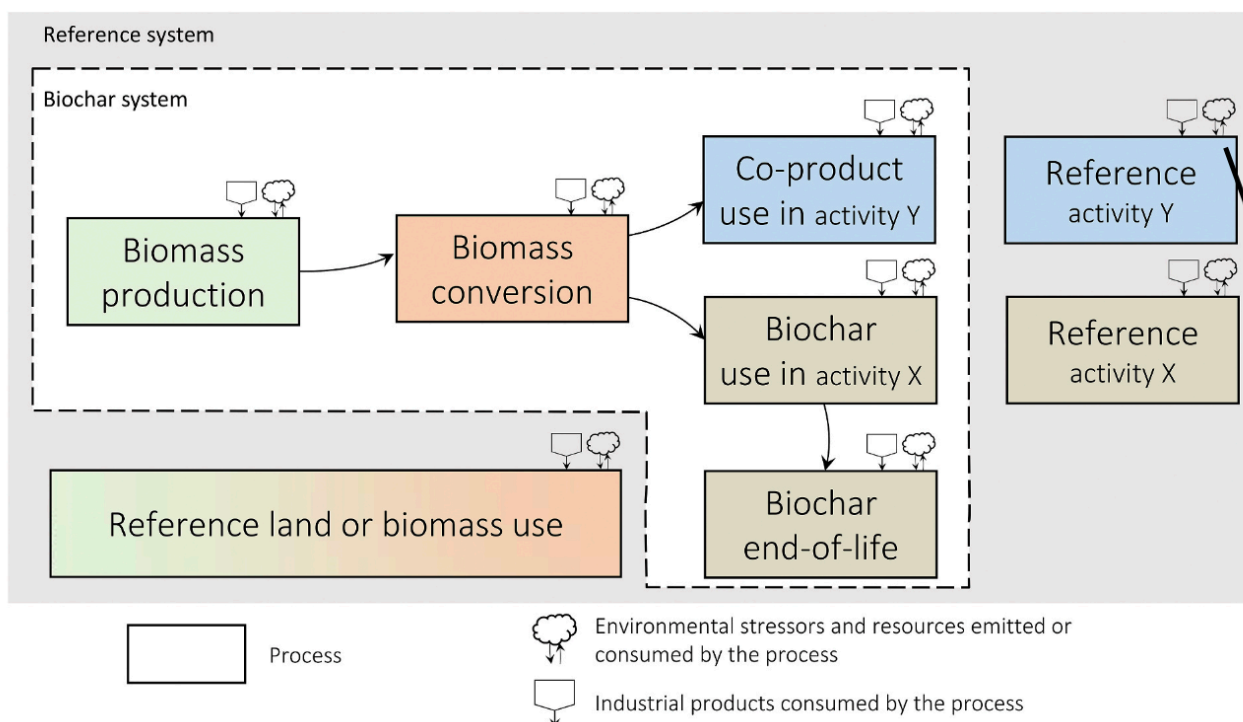 Reference system
Biochar system
Co-product
use in activity Y
Reference
activity Y
Biomass
production
Biomass
conversion
Biochar
use in activity X
Reference
activity X
Reference land or biomass use
Biochar
end-of-life
Process
Environmental stressors and resources emitted or
consumed by the process
Industrial products consumed by the process